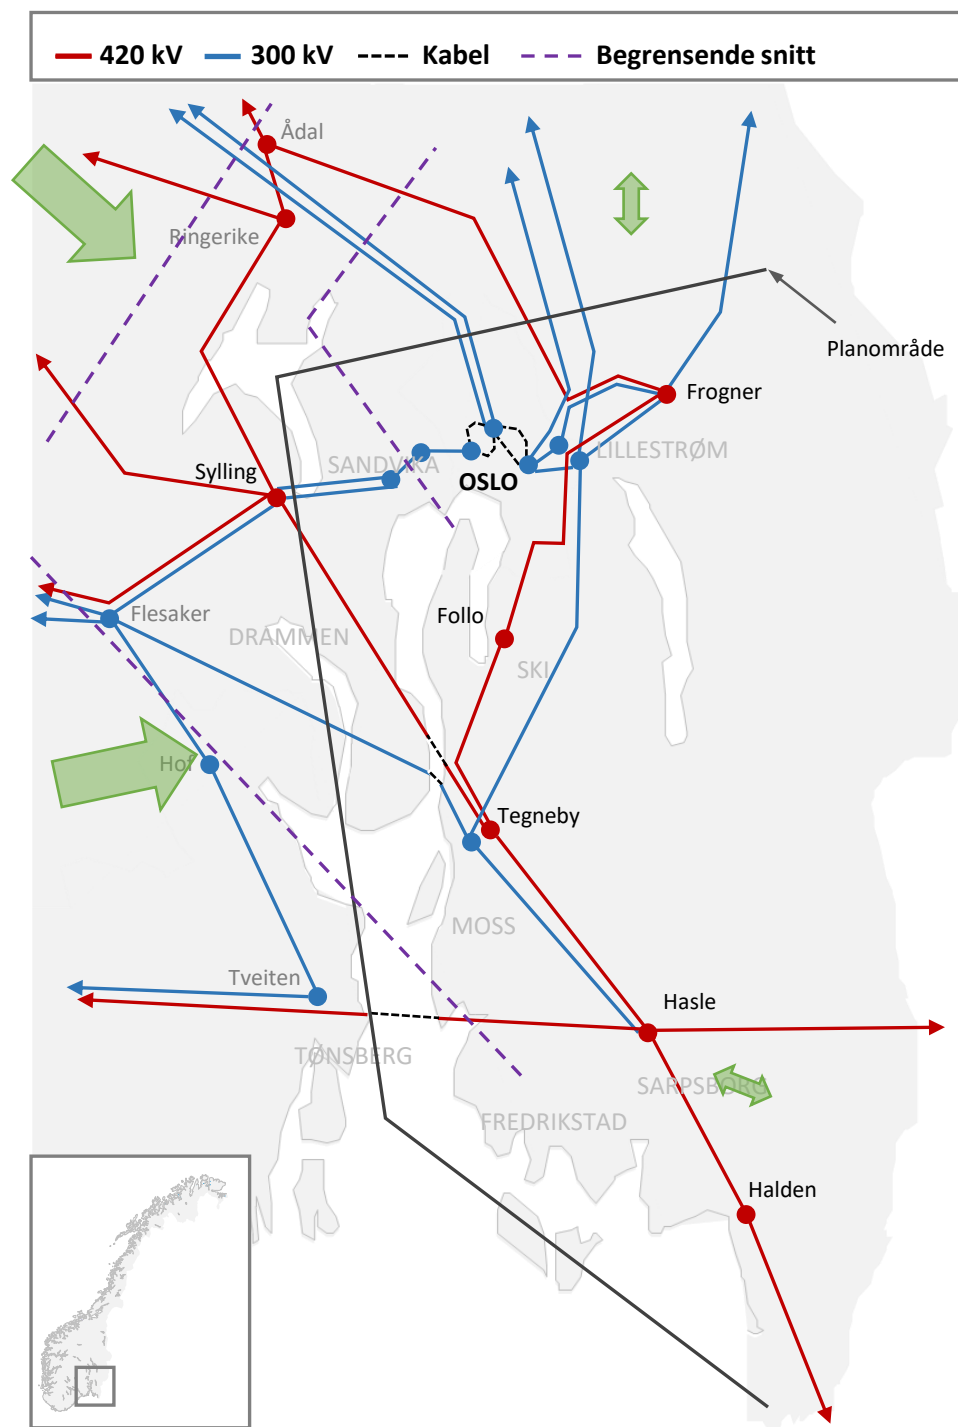 420 kV 300 kV Kabel Begrensende snitt
Ådal
Ringerike
Planområde
Frogner
LILLESTRØM
SANDVIKA
Sylling
OSLO
Flesaker
Follo
DRAMMEN
SKI
Hof
Tegneby
MOSS
Tveiten
Hasle
TØNSBERG
SARPSBORG
FREDRIKSTAD
Halden